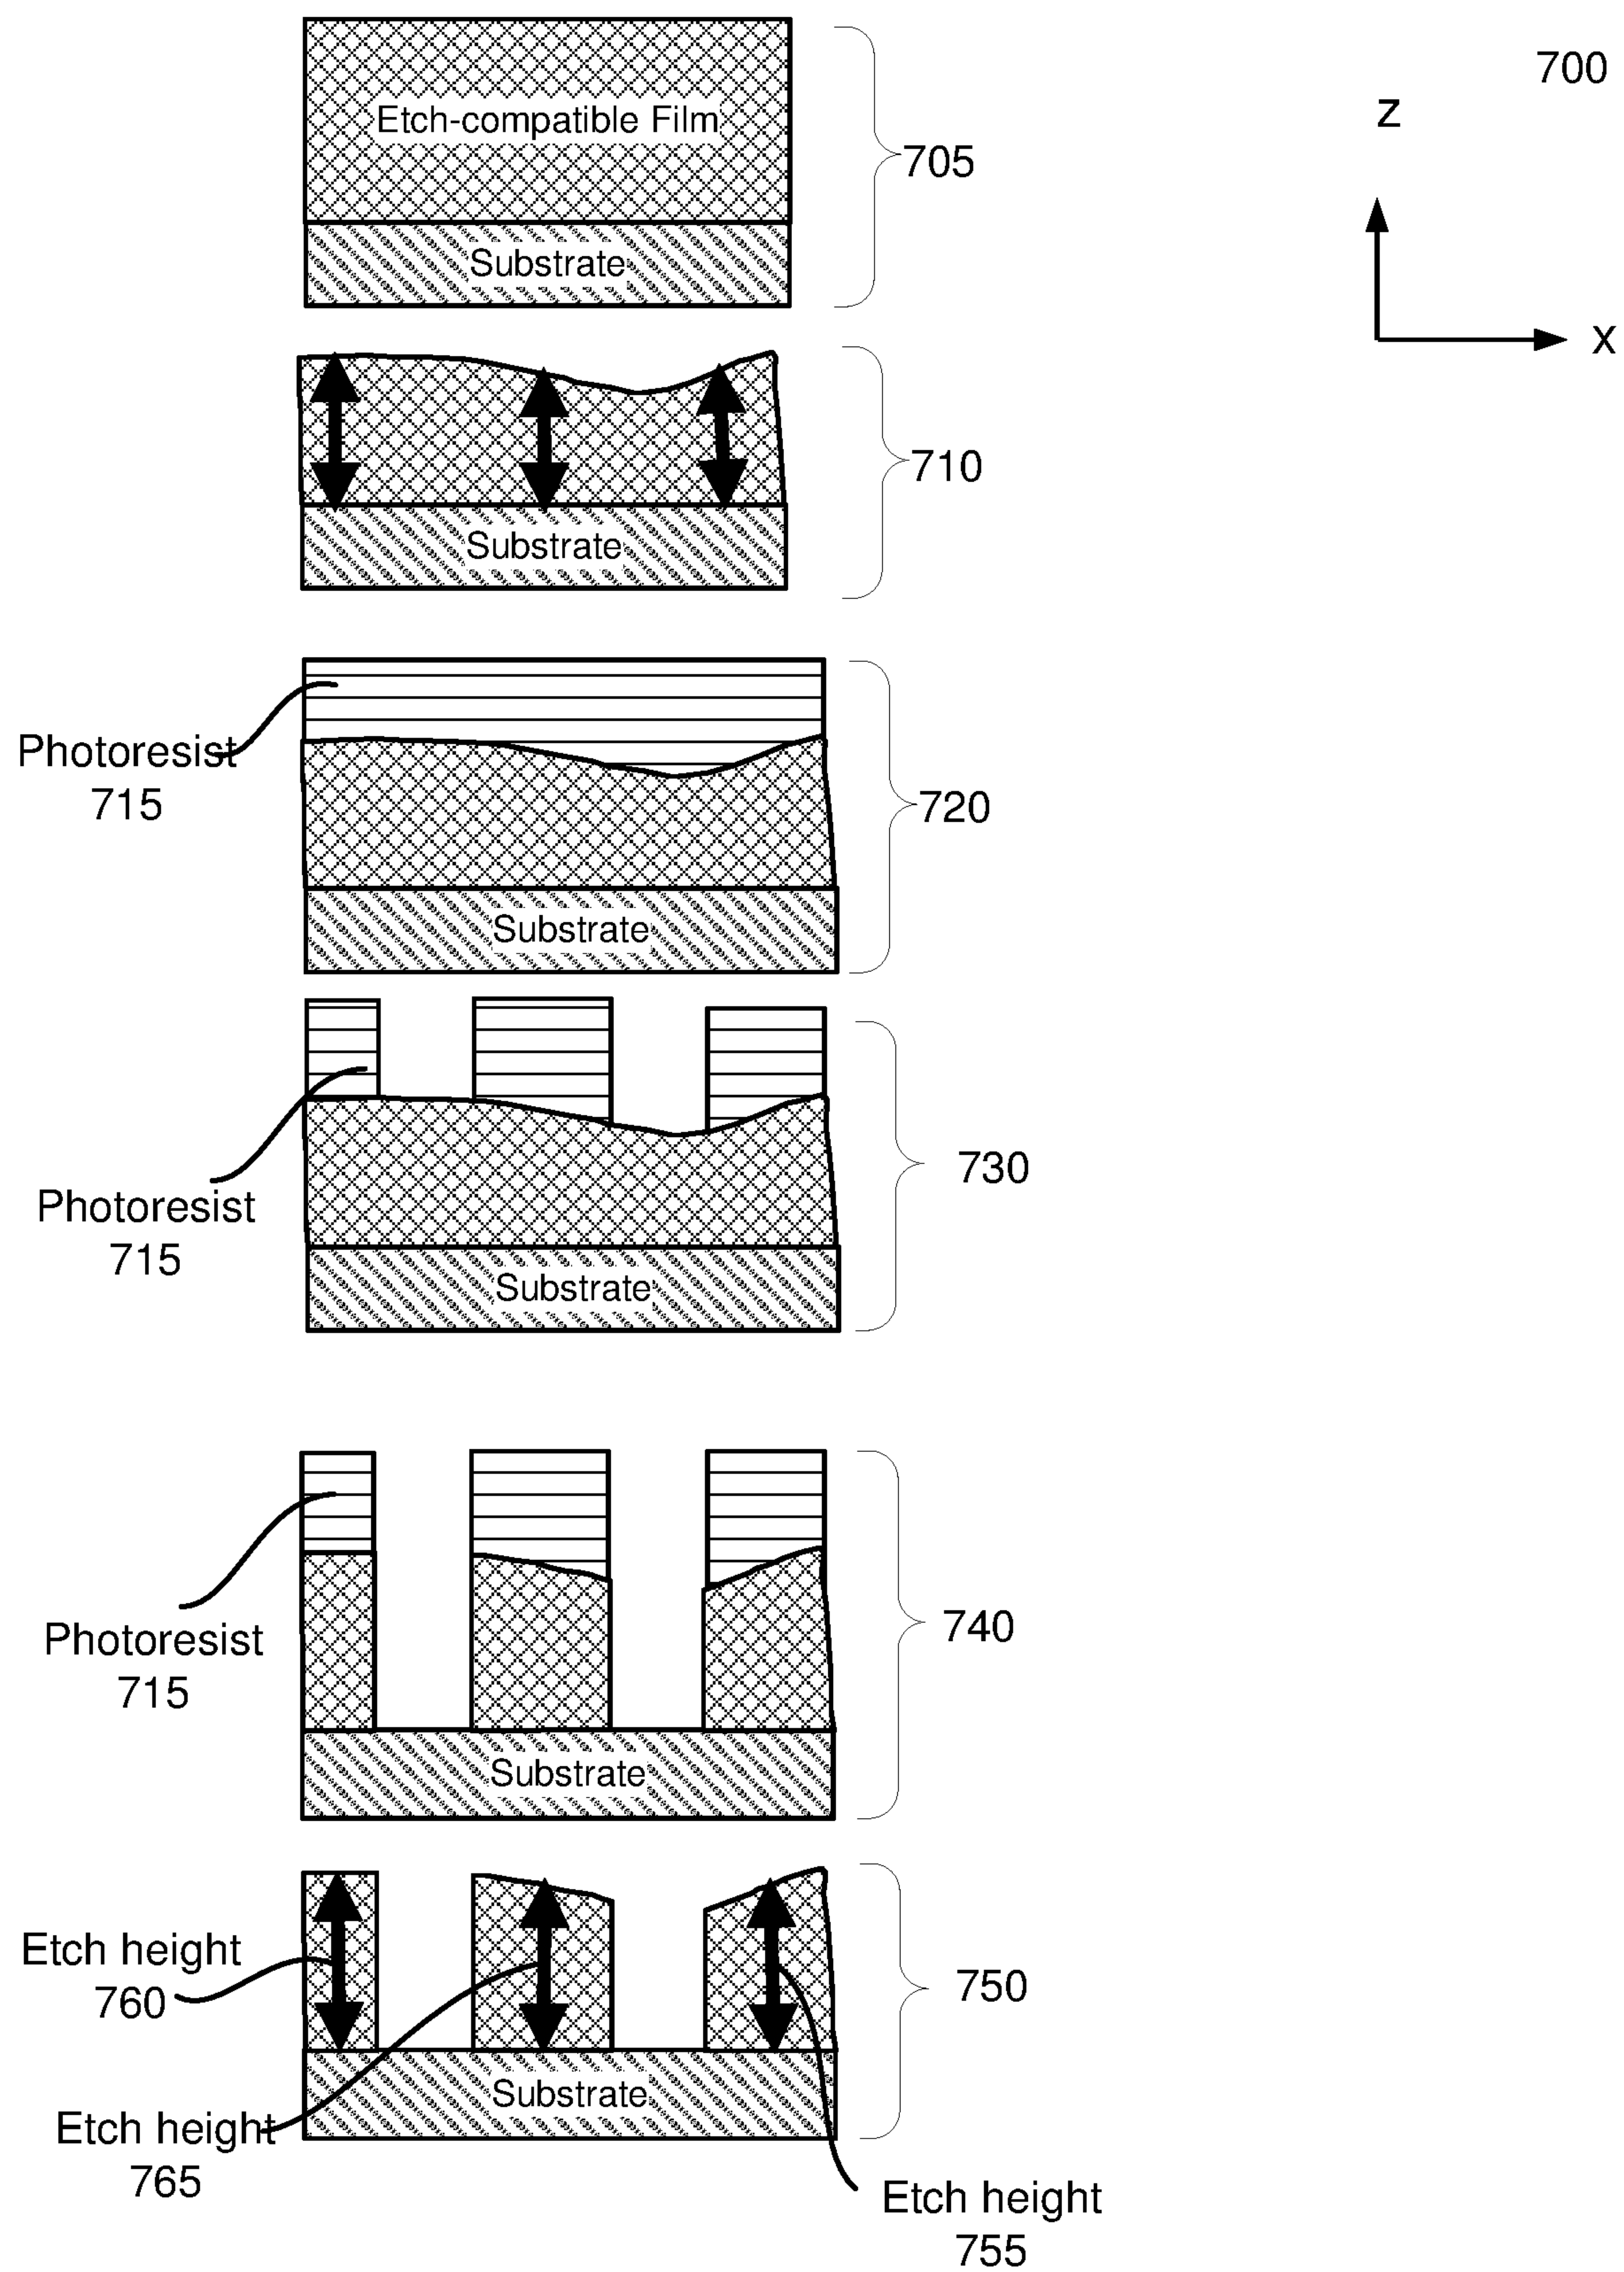 700
Z
X
Etch-compatible Film
Substrate
705
Substrate
710
Photoresist
715
720
Substrate
730
Photoresist
715
Substrate
740
Photoresist
715
Substrate
Etch height
760
750
Substrate
Etch height
765
Etch height
755